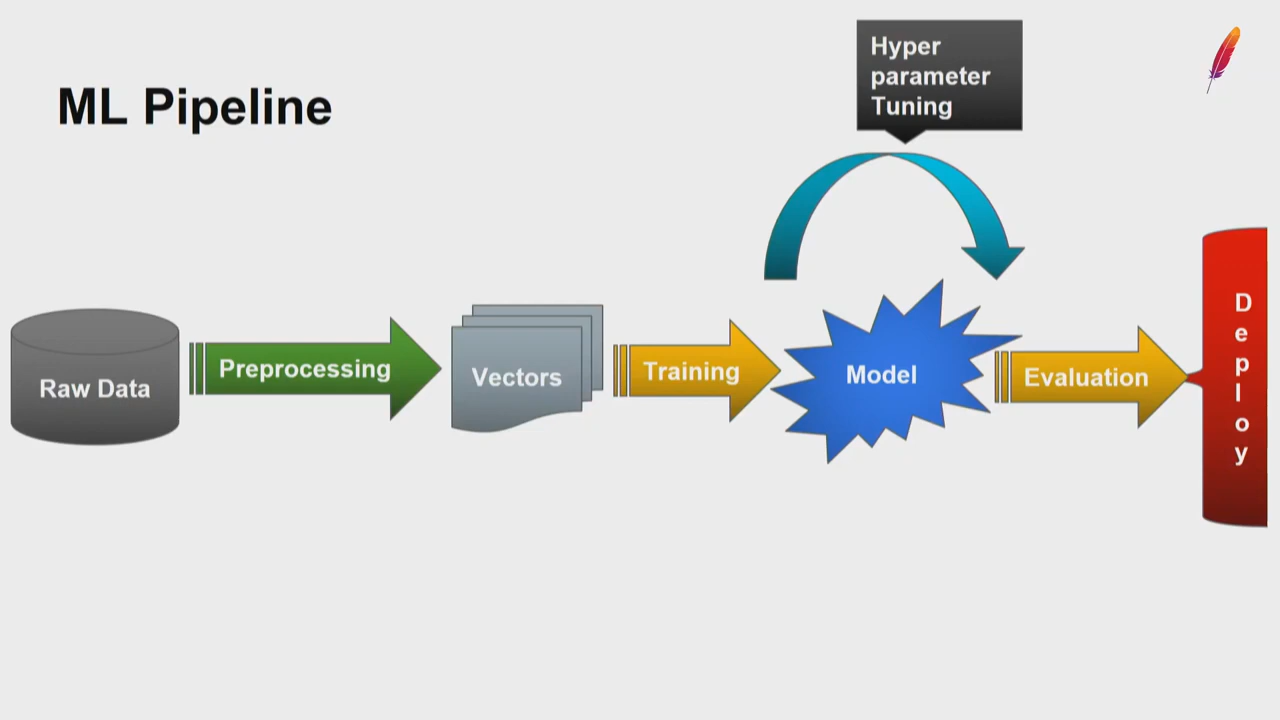 ML Pipeline
Hyper
parameter
Tuning
Raw Data
Preprocessing
Vectors
Training
Model
Evaluation
D
e
p
l
o
y